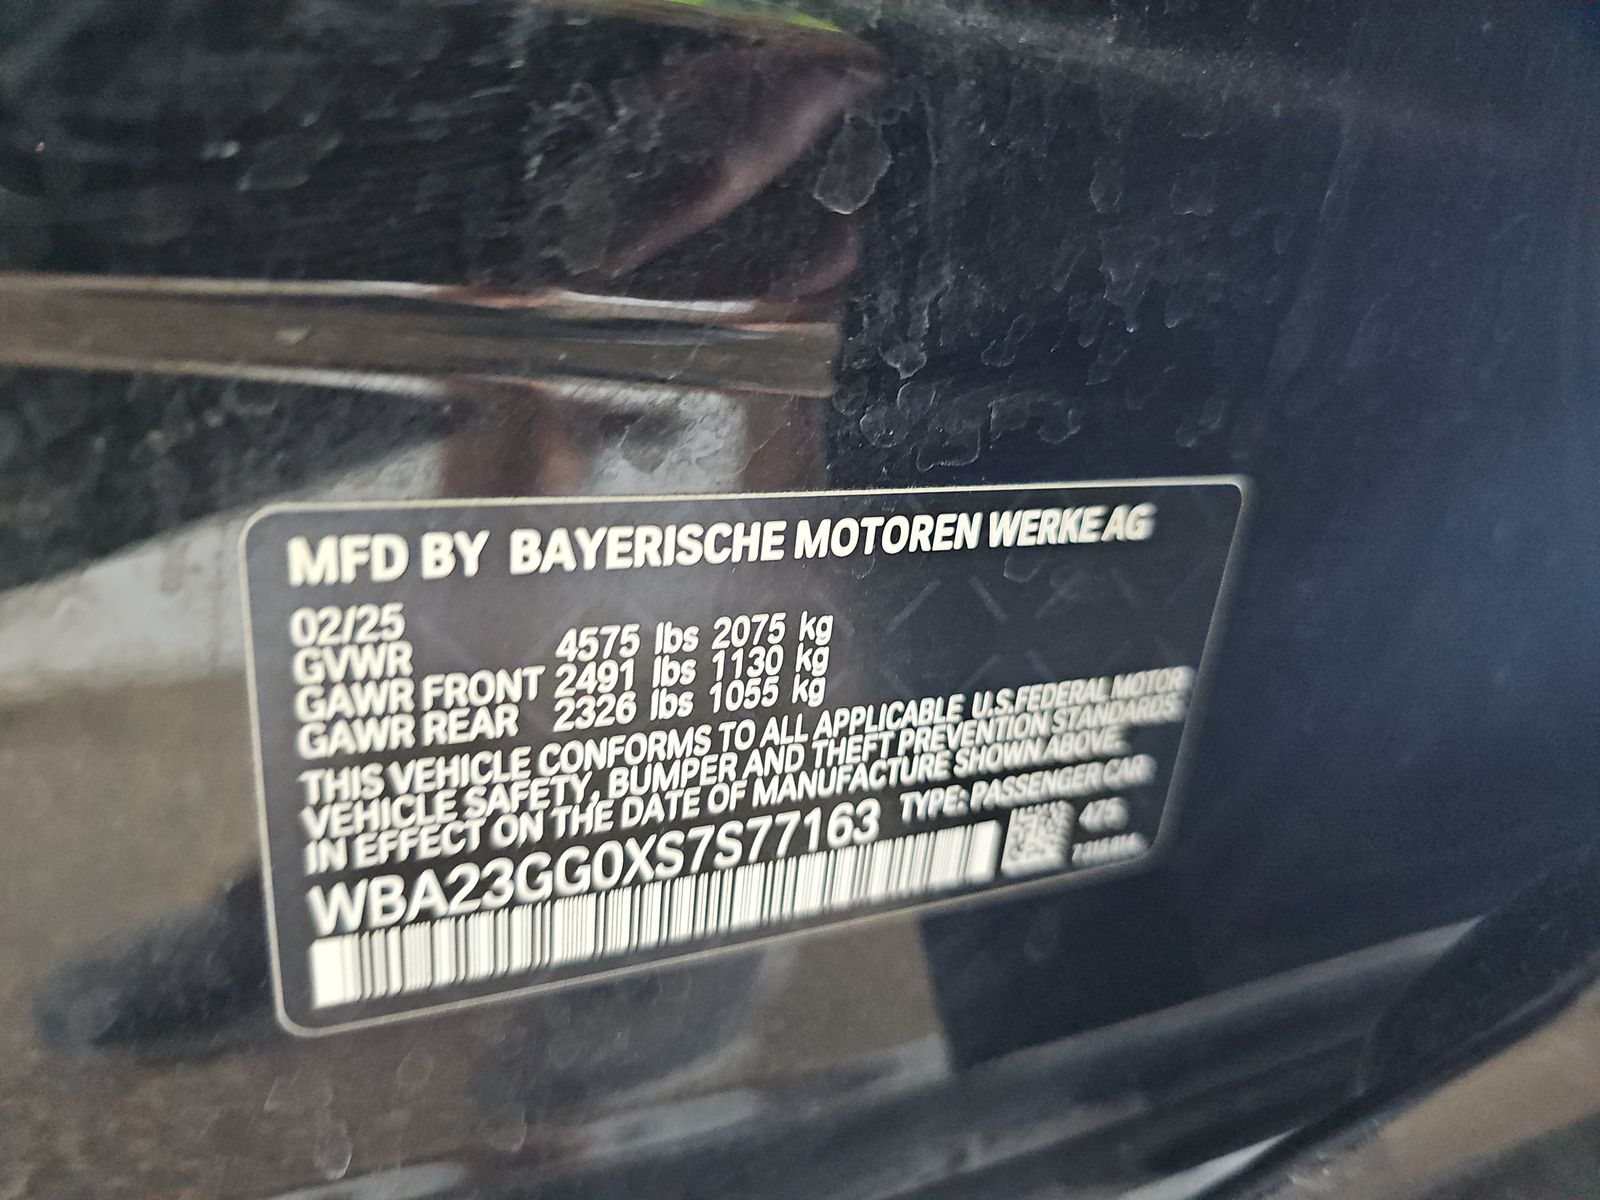 MFD BY BAYERISCHE MOTOREN WERKE AG
02/25
GVWR 4575 lbs 2075 kg
GAWR FRONT 2491 lbs 1130 kg
GAWR REAR 2326 lbs 1055 kg
THIS VEHICLE CONFORMS TO ALL APPLICABLE U.S.FEDERAL MOTOR
VEHICLE SAFETY, BUMPER AND THEFT PREVENTION STANDARDS
IN EFFECT ON THE DATE OF MANUFACTURE SHOWN ABOVE.
WBA23GG0XS7S77163 TYPE: PASSENGER CAR
475